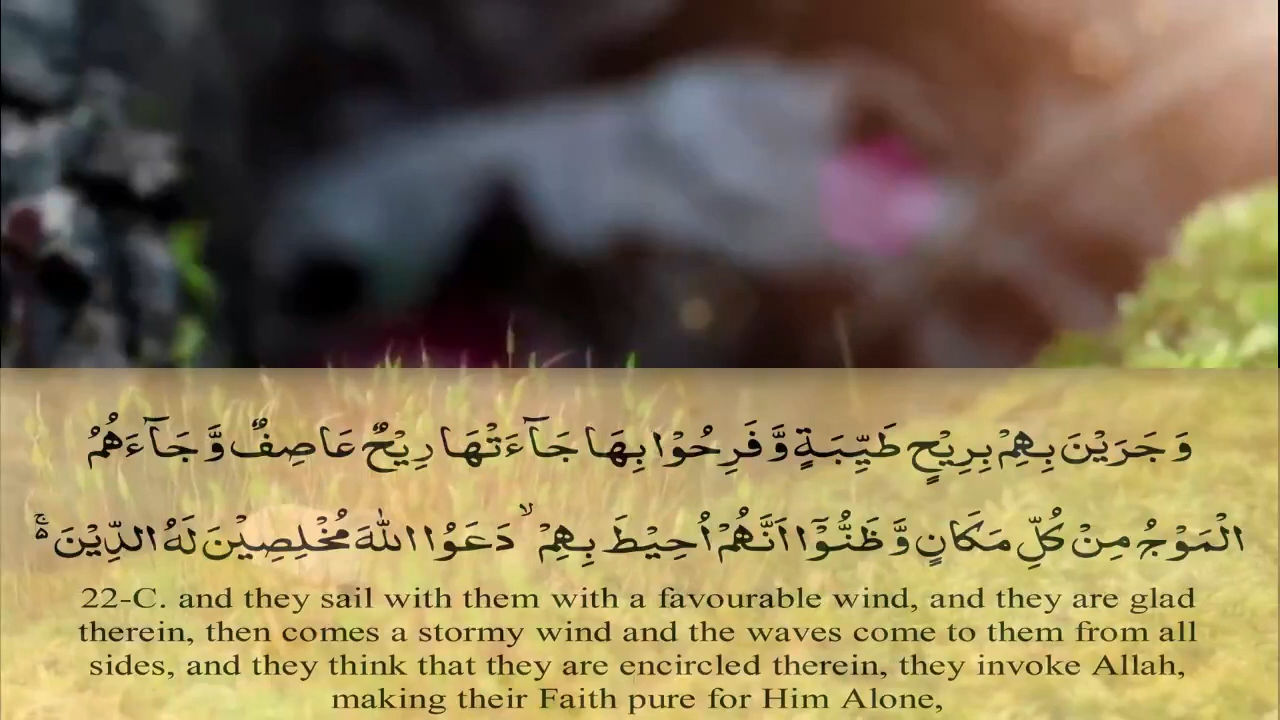 وَجَرَيْنَ بِهِمْ بِرِيْحٍ طَيِّبَةٍ وَّفَرِحُوْا بِهَا جَآءَتْهَا رِيْحٌ عَاصِفٌ وَّجَآءَهُمُ
الْمَوْجُ مِنْ كُلِّ مَكَانٍ وَّظَنُّوْٓا اَنَّهُمْ اُحِيْطَ بِهِمْ ۙ دَعَوُا اللّٰهَ مُخْلِصِيْنَ لَهُ الدِّيْنَ ۬ۚ
22-C. and they sail with them with a favourable wind, and they are glad
therein, then comes a stormy wind and the waves come to them from all
sides, and they think that they are encircled therein, they invoke Allah,
making their Faith pure for Him Alone,